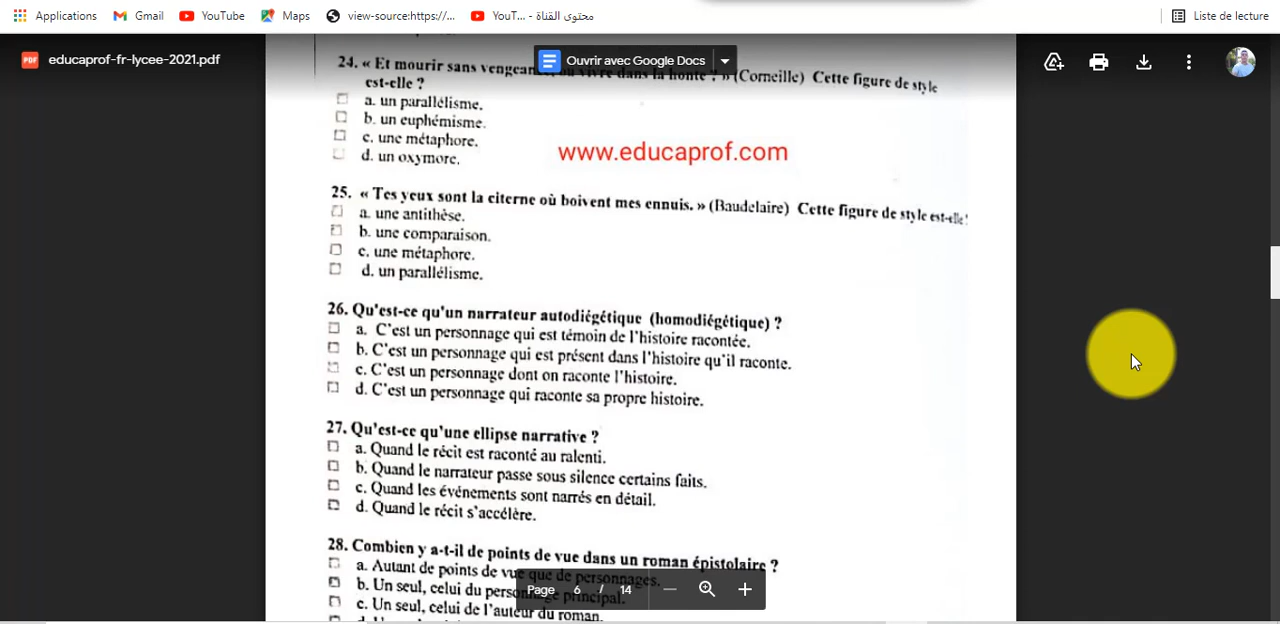 Applications
Gmail
YouTube
Maps
view-source:https://...
YouT... - محتوى القناة
Liste de lecture
PDF
educaprof-fr-lycee-2021.pdf
Ouvrir avec Google Docs
24. « Et mourir sans vengeance ou vivre dans la honte ? » (Corneille) Cette figure de style
est-elle ?
a. un parallélisme.
b. un euphémisme.
c. une métaphore.
d. un oxymore.
www.educaprof.com
25. « Tes yeux sont la citerne où boivent mes ennuis. » (Baudelaire) Cette figure de style est-elle ?
a. une antithèse.
b. une comparaison.
c. une métaphore.
d. un parallélisme.
26. Qu'est-ce qu'un narrateur autodiégétique (homodiégétique) ?
a. C'est un personnage qui est témoin de l'histoire racontée.
b. C'est un personnage qui est présent dans l'histoire qu'il raconte.
c. C'est un personnage dont on raconte l'histoire.
d. C'est un personnage qui raconte sa propre histoire.
27. Qu'est-ce qu'une ellipse narrative ?
a. Quand le récit est raconté au ralenti.
b. Quand le narrateur passe sous silence certains faits.
c. Quand les événements sont narrés en détail.
d. Quand le récit s'accélère.
28. Combien y a-t-il de points de vue dans un roman épistolaire ?
a. Autant de points de vue que de personnages.
b. Un seul, celui du personnage principal.
c. Un seul, celui de l'auteur du roman.
Page 6 / 14